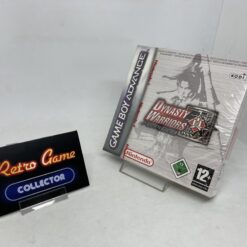 Retro Game
COLLECTOR
GAME BOY ADVANCE
KOEI
DYNASTY
WARRIORS
Nintendo
12+